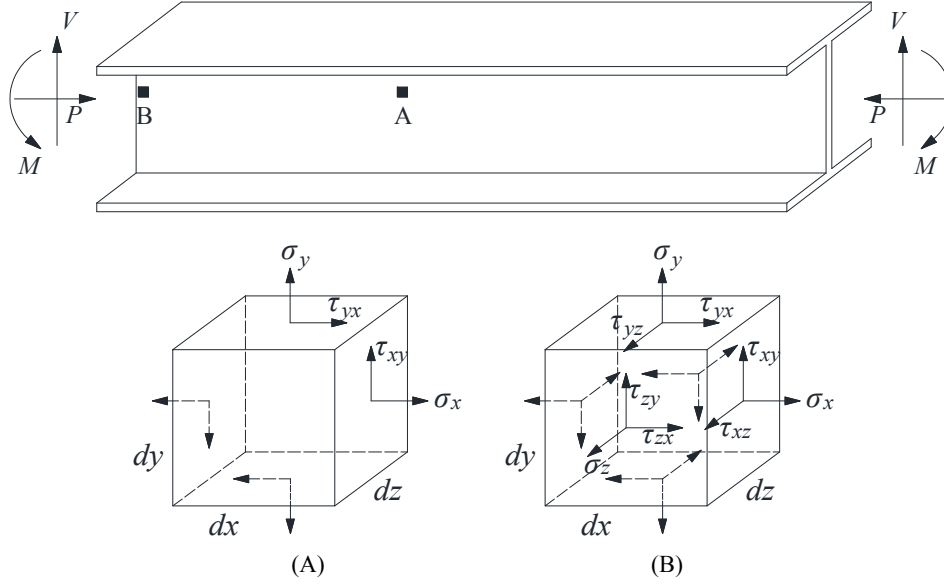 V V
P B A P
M M
σy σy
τyx τyz τyx
τxy τxy
σx τzy σx
dy dy σz τzx τxz
dx dz dx dz
(A) (B)